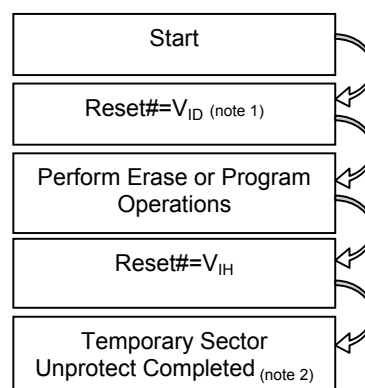 Start
Reset#=VID (note 1)
Perform Erase or Program
Operations
Reset#=VIH
Temporary Sector
Unprotect Completed (note 2)